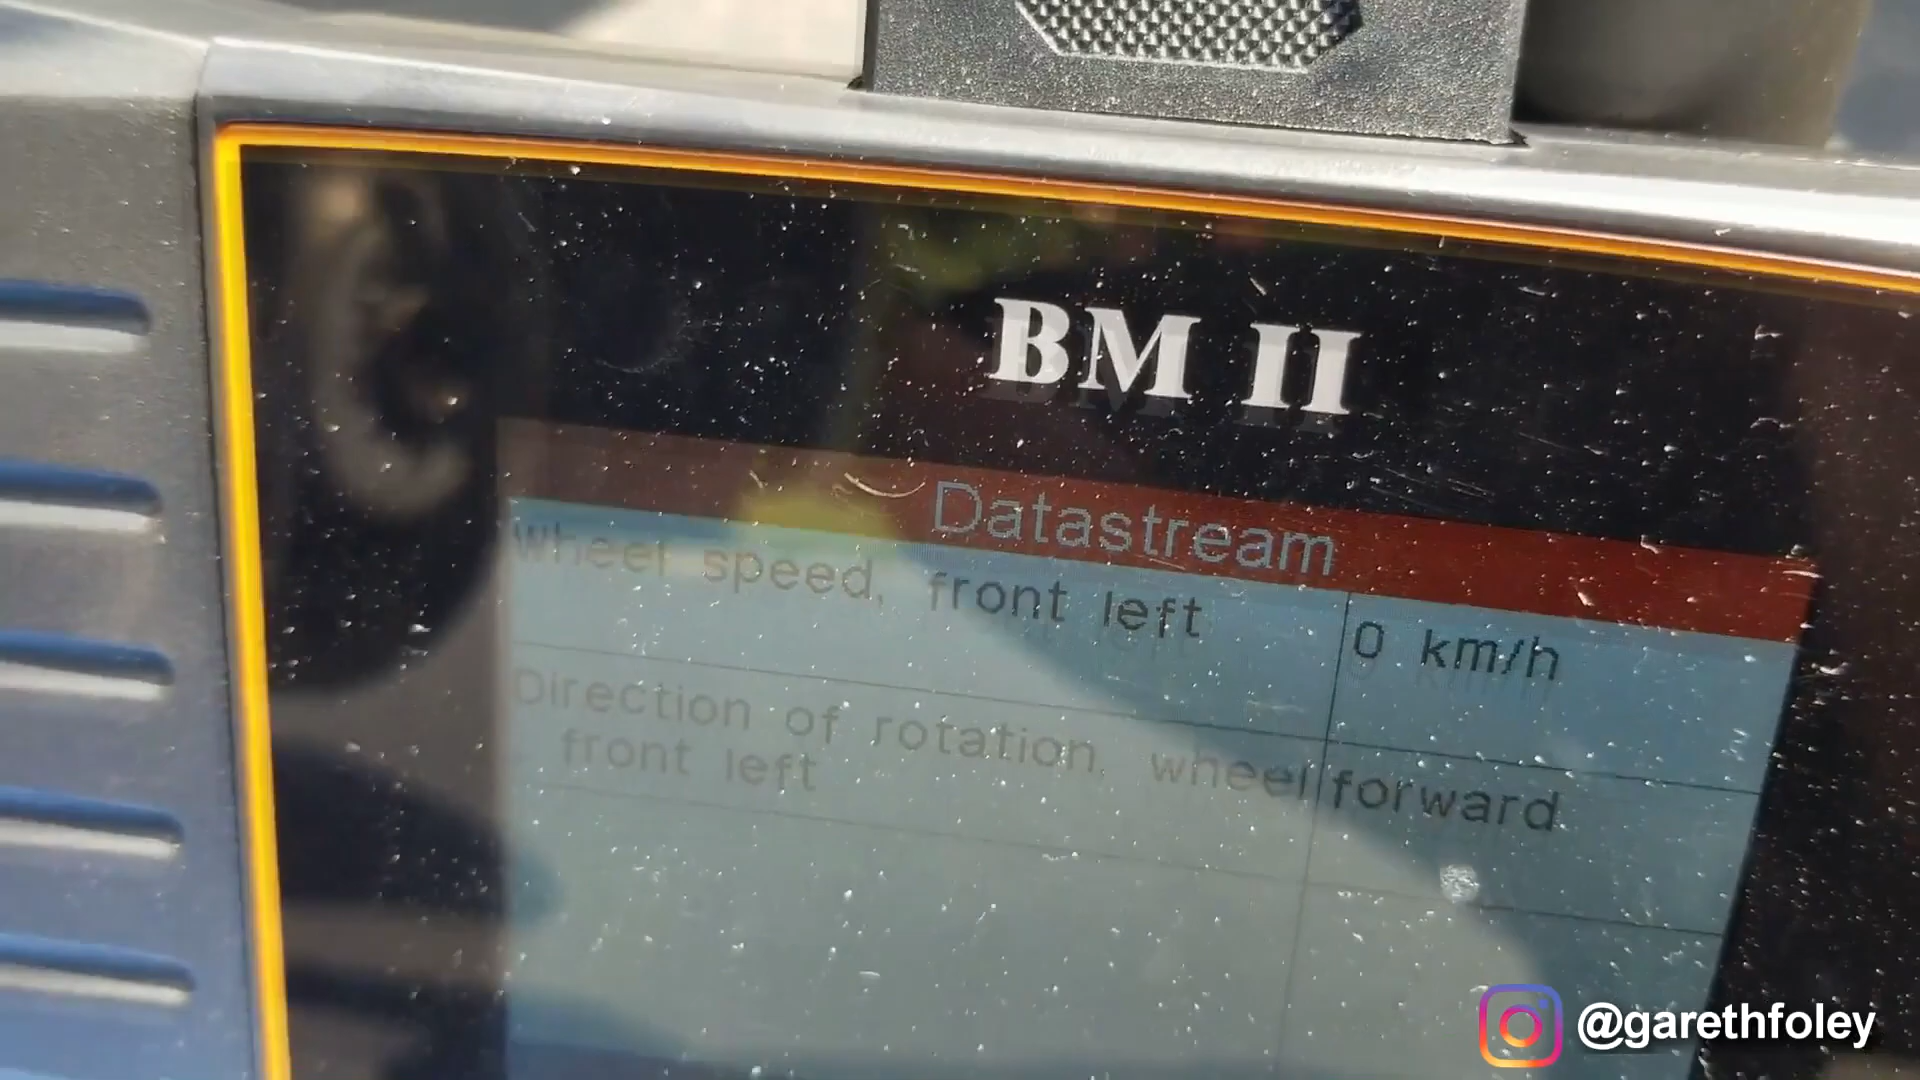 BM II
Datastream
Wheel speed, front left
0 km/h
Direction of rotation, wheel
front left
forward
@garethfoley